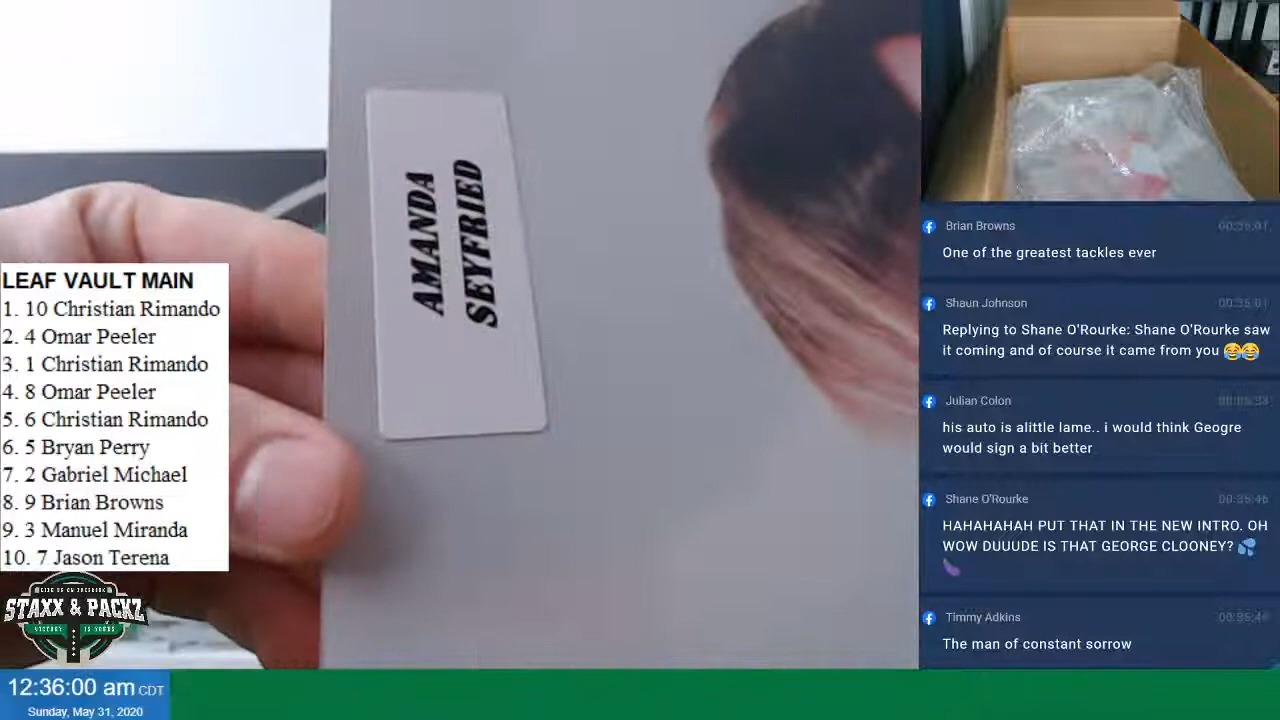 AMANDA
SEYFRIED
LEAF VAULT MAIN
1. 10 Christian Rimando
2. 4 Omar Peeler
3. 1 Christian Rimando
4. 8 Omar Peeler
5. 6 Christian Rimando
6. 5 Bryan Perry
7. 2 Gabriel Michael
8. 9 Brian Browns
9. 3 Manuel Miranda
10. 7 Jason Terena
STAXX & PACKZ
12:36:00 am CDT
Sunday, May 31, 2020
Brian Browns
One of the greatest tackles ever
Shaun Johnson
Replying to Shane O'Rourke: Shane O'Rourke saw
it coming and of course it came from you 😂😂
Julian Colon
his auto is alittle lame.. i would think Geogre
would sign a bit better
Shane O'Rourke
HAHAHAHAH PUT THAT IN THE NEW INTRO. OH
WOW DUUUDE IS THAT GEORGE CLOONEY? 💦
🍆
Timmy Adkins
The man of constant sorrow